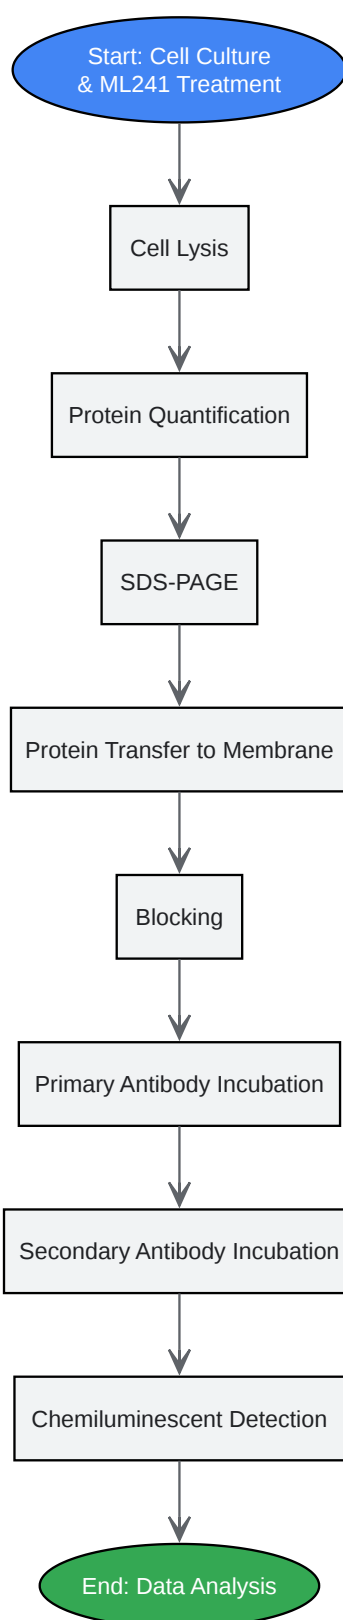 Start: Cell Culture
& ML241 Treatment
Cell Lysis
Protein Quantification
SDS-PAGE
Protein Transfer to Membrane
Blocking
Primary Antibody Incubation
Secondary Antibody Incubation
Chemiluminescent Detection
End: Data Analysis